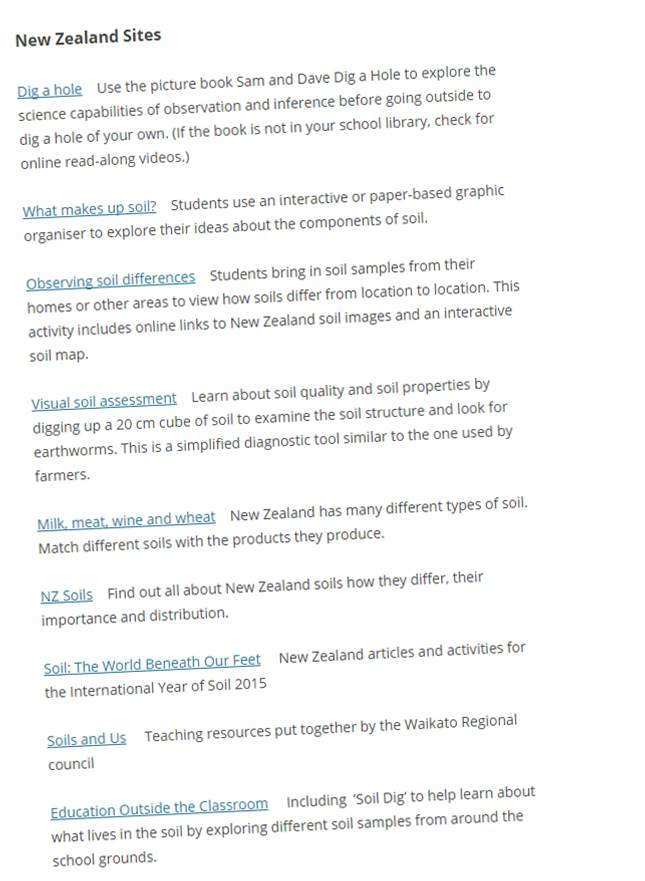 New Zealand Sites
Dig a hole Use the picture book Sam and Dave Dig a Hole to explore the
science capabilities of observation and inference before going outside to
dig a hole of your own. (If the book is not in your school library, check for
online read-along videos.)
What makes up soil? Students use an interactive or paper-based graphic
organiser to explore their ideas about the components of soil.
Observing soil differences Students bring in soil samples from their
homes or other areas to view how soils differ from location to location. This
activity includes online links to New Zealand soil images and an interactive
soil map.
Visual soil assessment Learn about soil quality and soil properties by
digging up a 20 cm cube of soil to examine the soil structure and look for
earthworms. This is a simplified diagnostic tool similar to the one used by
farmers.
Milk, meat, wine and wheat New Zealand has many different types of soil.
Match different soils with the products they produce.
NZ Soils Find out all about New Zealand soils how they differ, their
importance and distribution.
Soil: The World Beneath Our Feet New Zealand articles and activities for
the International Year of Soil 2015
Soils and Us Teaching resources put together by the Waikato Regional
council
Education Outside the Classroom Including ‘Soil Dig’ to help learn about
what lives in the soil by exploring different soil samples from around the
school grounds.